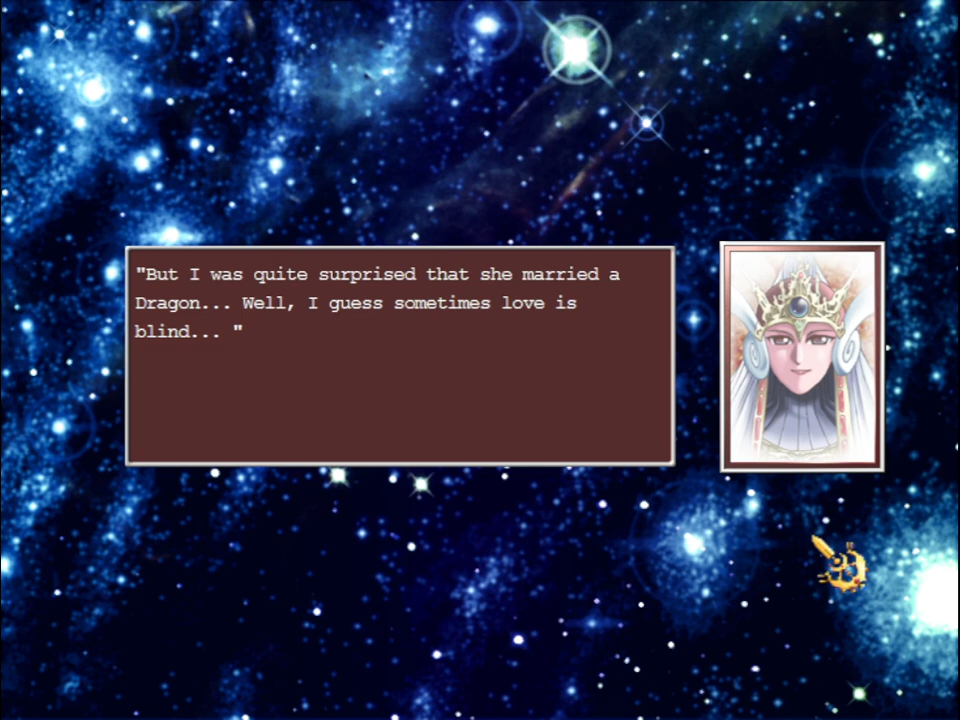 "But I was quite surprised that she married a
Dragon... Well, I guess sometimes love is
blind... "